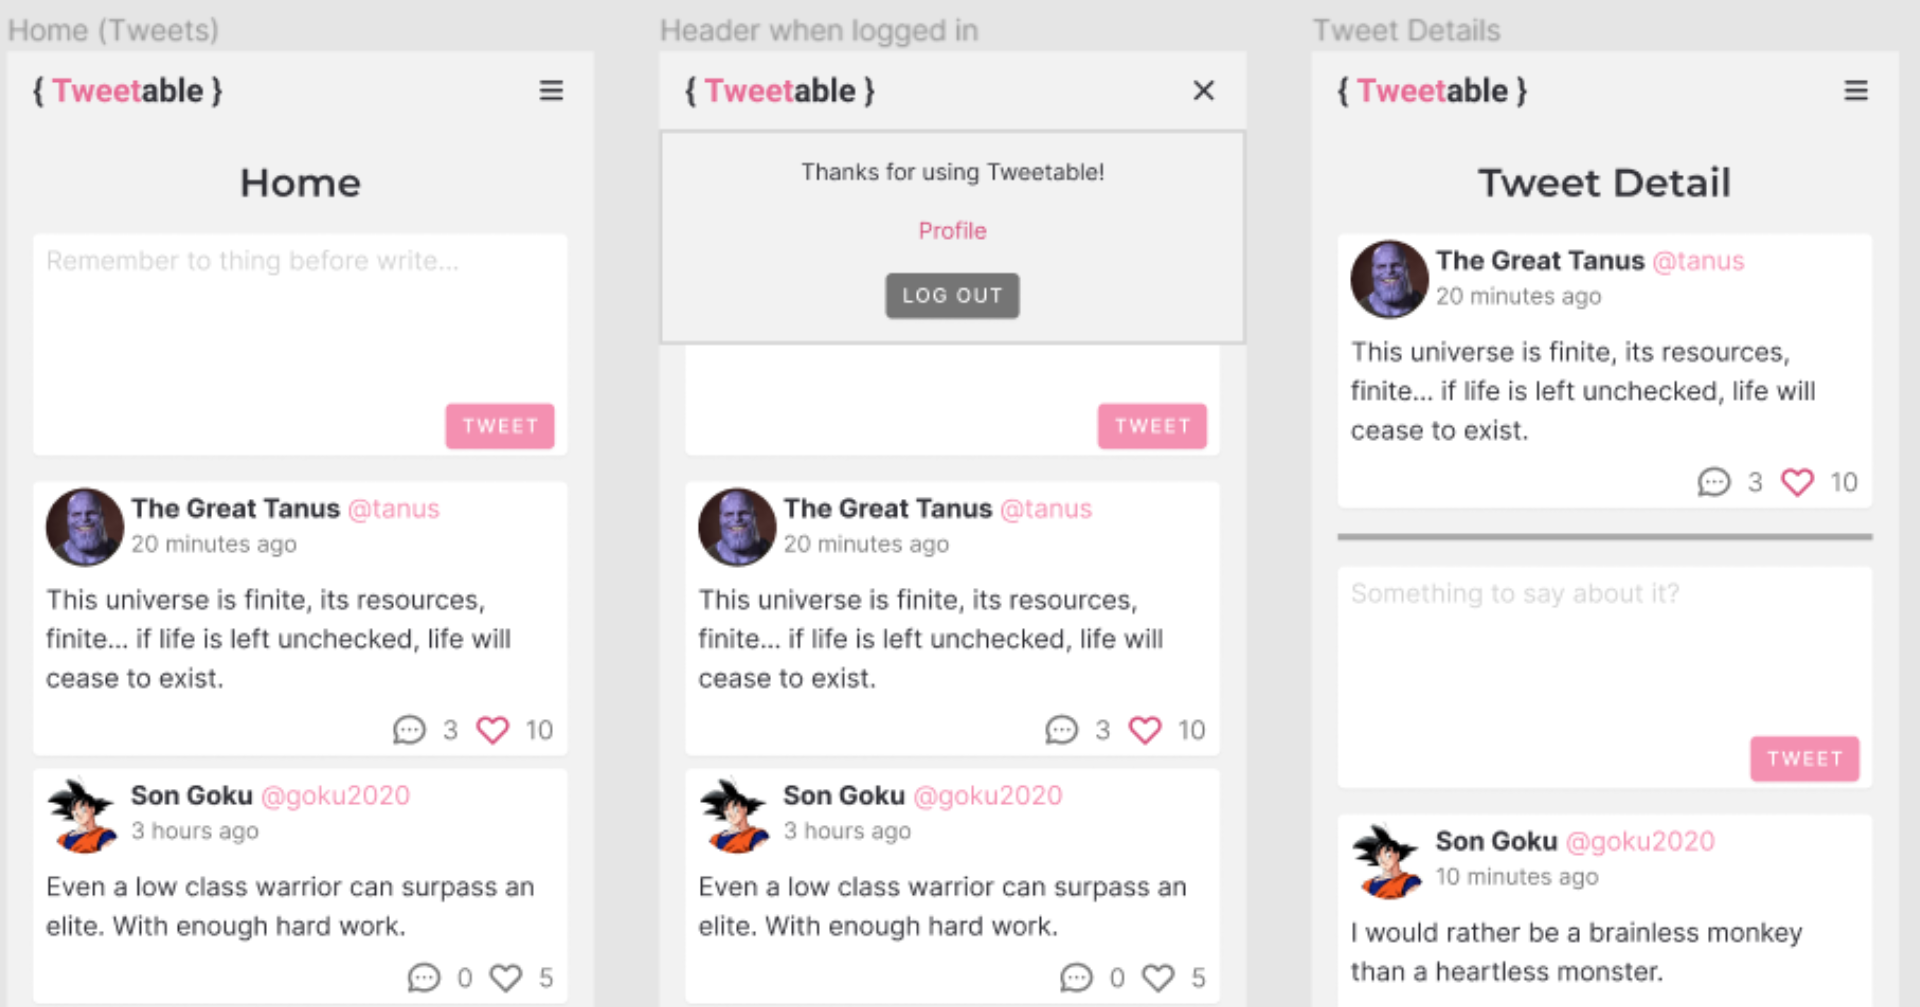 Home (Tweets)
{ Tweetable }
Home
Remember to thing before write...
TWEET
The Great Tanus @tanus
20 minutes ago
This universe is finite, its resources,
finite... if life is left unchecked, life will
cease to exist.
3 10
Son Goku @goku2020
3 hours ago
Even a low class warrior can surpass an
elite. With enough hard work.
0 5
Header when logged in
{ Tweetable }
Thanks for using Tweetable!
Profile
LOG OUT
TWEET
The Great Tanus @tanus
20 minutes ago
This universe is finite, its resources,
finite... if life is left unchecked, life will
cease to exist.
3 10
Son Goku @goku2020
3 hours ago
Even a low class warrior can surpass an
elite. With enough hard work.
0 5
Tweet Details
{ Tweetable }
Tweet Detail
The Great Tanus @tanus
20 minutes ago
This universe is finite, its resources,
finite... if life is left unchecked, life will
cease to exist.
3 10
Something to say about it?
TWEET
Son Goku @goku2020
10 minutes ago
I would rather be a brainless monkey
than a heartless monster.